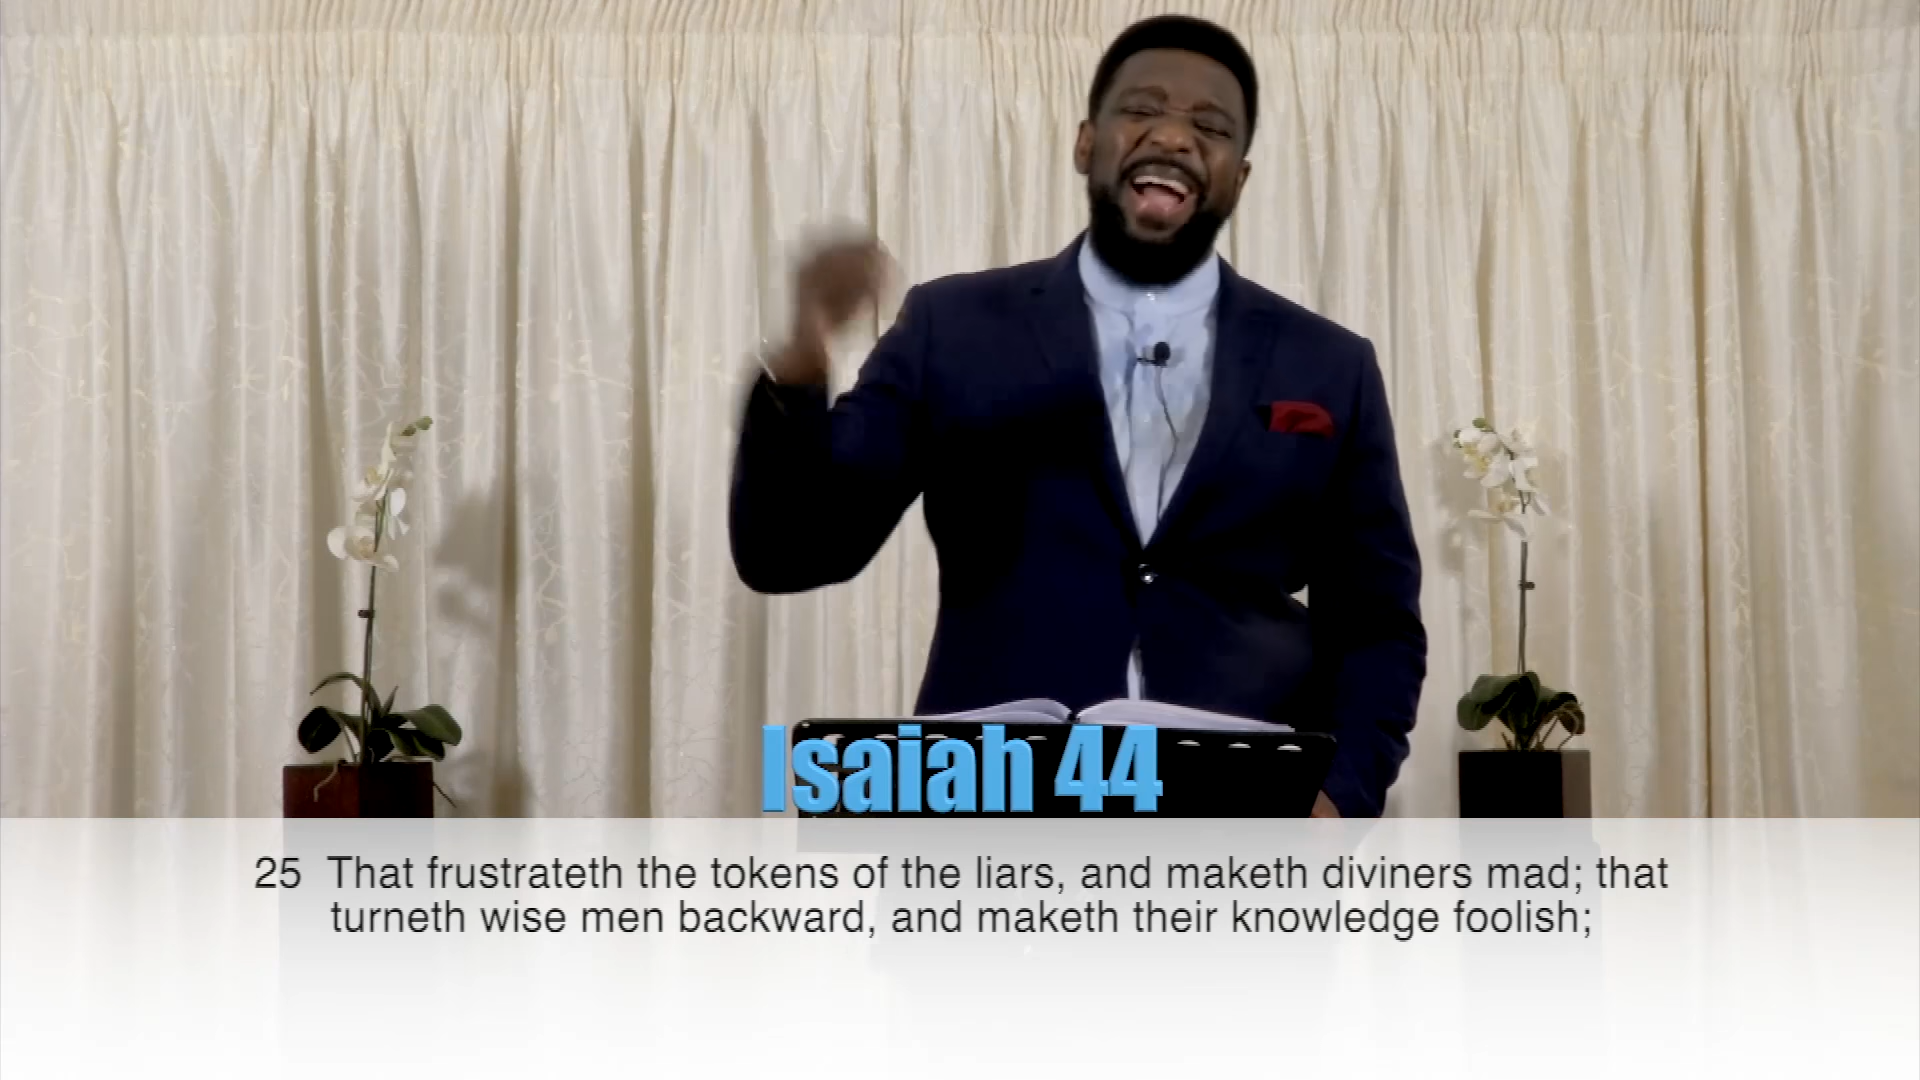 Isaiah 44
25 That frustrateth the tokens of the liars, and maketh diviners mad; that
turneth wise men backward, and maketh their knowledge foolish;